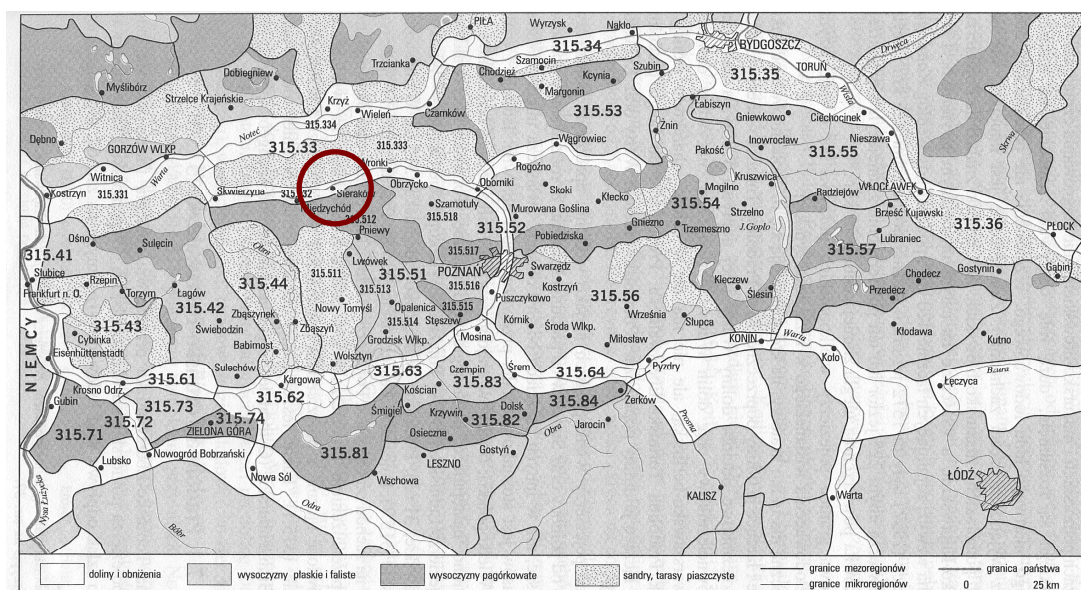 PIŁA
Wyrzysk
Nakło
BYDGOSZCZ
Drwęca
315.34
Trzcianka
Szamocin
Chodzież
Kcynia
Szubin
315.35
TORUŃ
Dobiegniew
Margonin
Wisła
Myślibórz
Strzelce Krajeńskie
Krzyż
Wieleń
Czarnków
315.53
Łabiszyn
Gniewkowo
Ciechocinek
315.334
Noteć
Żnin
Nieszawa
Dębno
315.33
315.333
Wągrowiec
Pakość
Inowrocław
Skrwa
GORZÓW WLKP.
Wronki
Rogoźno
315.55
Witnica
Warta
Obrzycko
Oborniki
Skoki
Kruszwica
Kostrzyn
315.331
Skwierzyna
Sieraków
Kłecko
Mogilno
Radziejów
WŁOCŁAWEK
Międzychód
Szamotuły
Murowana Goślina
315.54
Strzelno
Brześć Kujawski
315.36
315.512
315.518
315.52
Gniezno
Trzemeszno
J.Gopło
PŁOCK
Ośno
Sulęcin
Obra
Pniewy
Pobiedziska
315.57
Lubraniec
315.41
Lwówek
315.517
Słubice
Rzepin
315.511
315.51
POZNAŃ
Swarzędz
Gostynin
Gąbin
Frankfurt n. O.
Torzym
Łagów
315.44
315.513
315.516
Kostrzyn
Kleczew
Ślesin
Chodecz
Przedecz
315.42
Nowy Tomyśl
Opalenica
Puszczykowo
315.56
315.43
Zbąszynek
315.515
Września
Cybinka
Świebodzin
Zbąszyń
315.514
Stęszew
Kórnik
Środa Wlkp.
Słupca
Kłodawa
NIEMCY
Babimost
Grodzisk Wlkp.
Mosina
Miłosław
KONIN
Warta
Kutno
Eisenhüttenstadt
Wolsztyn
Koło
Sulechów
Czempin
Śrem
Pyzdry
315.61
Kargowa
315.63
315.64
Krosno Odrz.
315.62
Kościan
315.83
Łęczyca
Bzura
Gubin
315.73
Śmigiel
Dolsk
315.84
Żerków
315.72
315.74
Krzywin
315.82
Prosna
315.71
ZIELONA GÓRA
Osieczna
Obra
Jarocin
Lubsko
Nowogród Bobrzański
315.81
LESZNO
Gostyń
Nowa Sól
Wschowa
ŁÓDŹ
Nysa Łużycka
Odra
KALISZ
Warta
Bóbr
doliny i obniżenia
wysoczyzny płaskie i faliste
wysoczyzny pagórkowate
sandry, tarasy piaszczyste
granice mezoregionów
granice mikroregionów
granica państwa
0 25 km